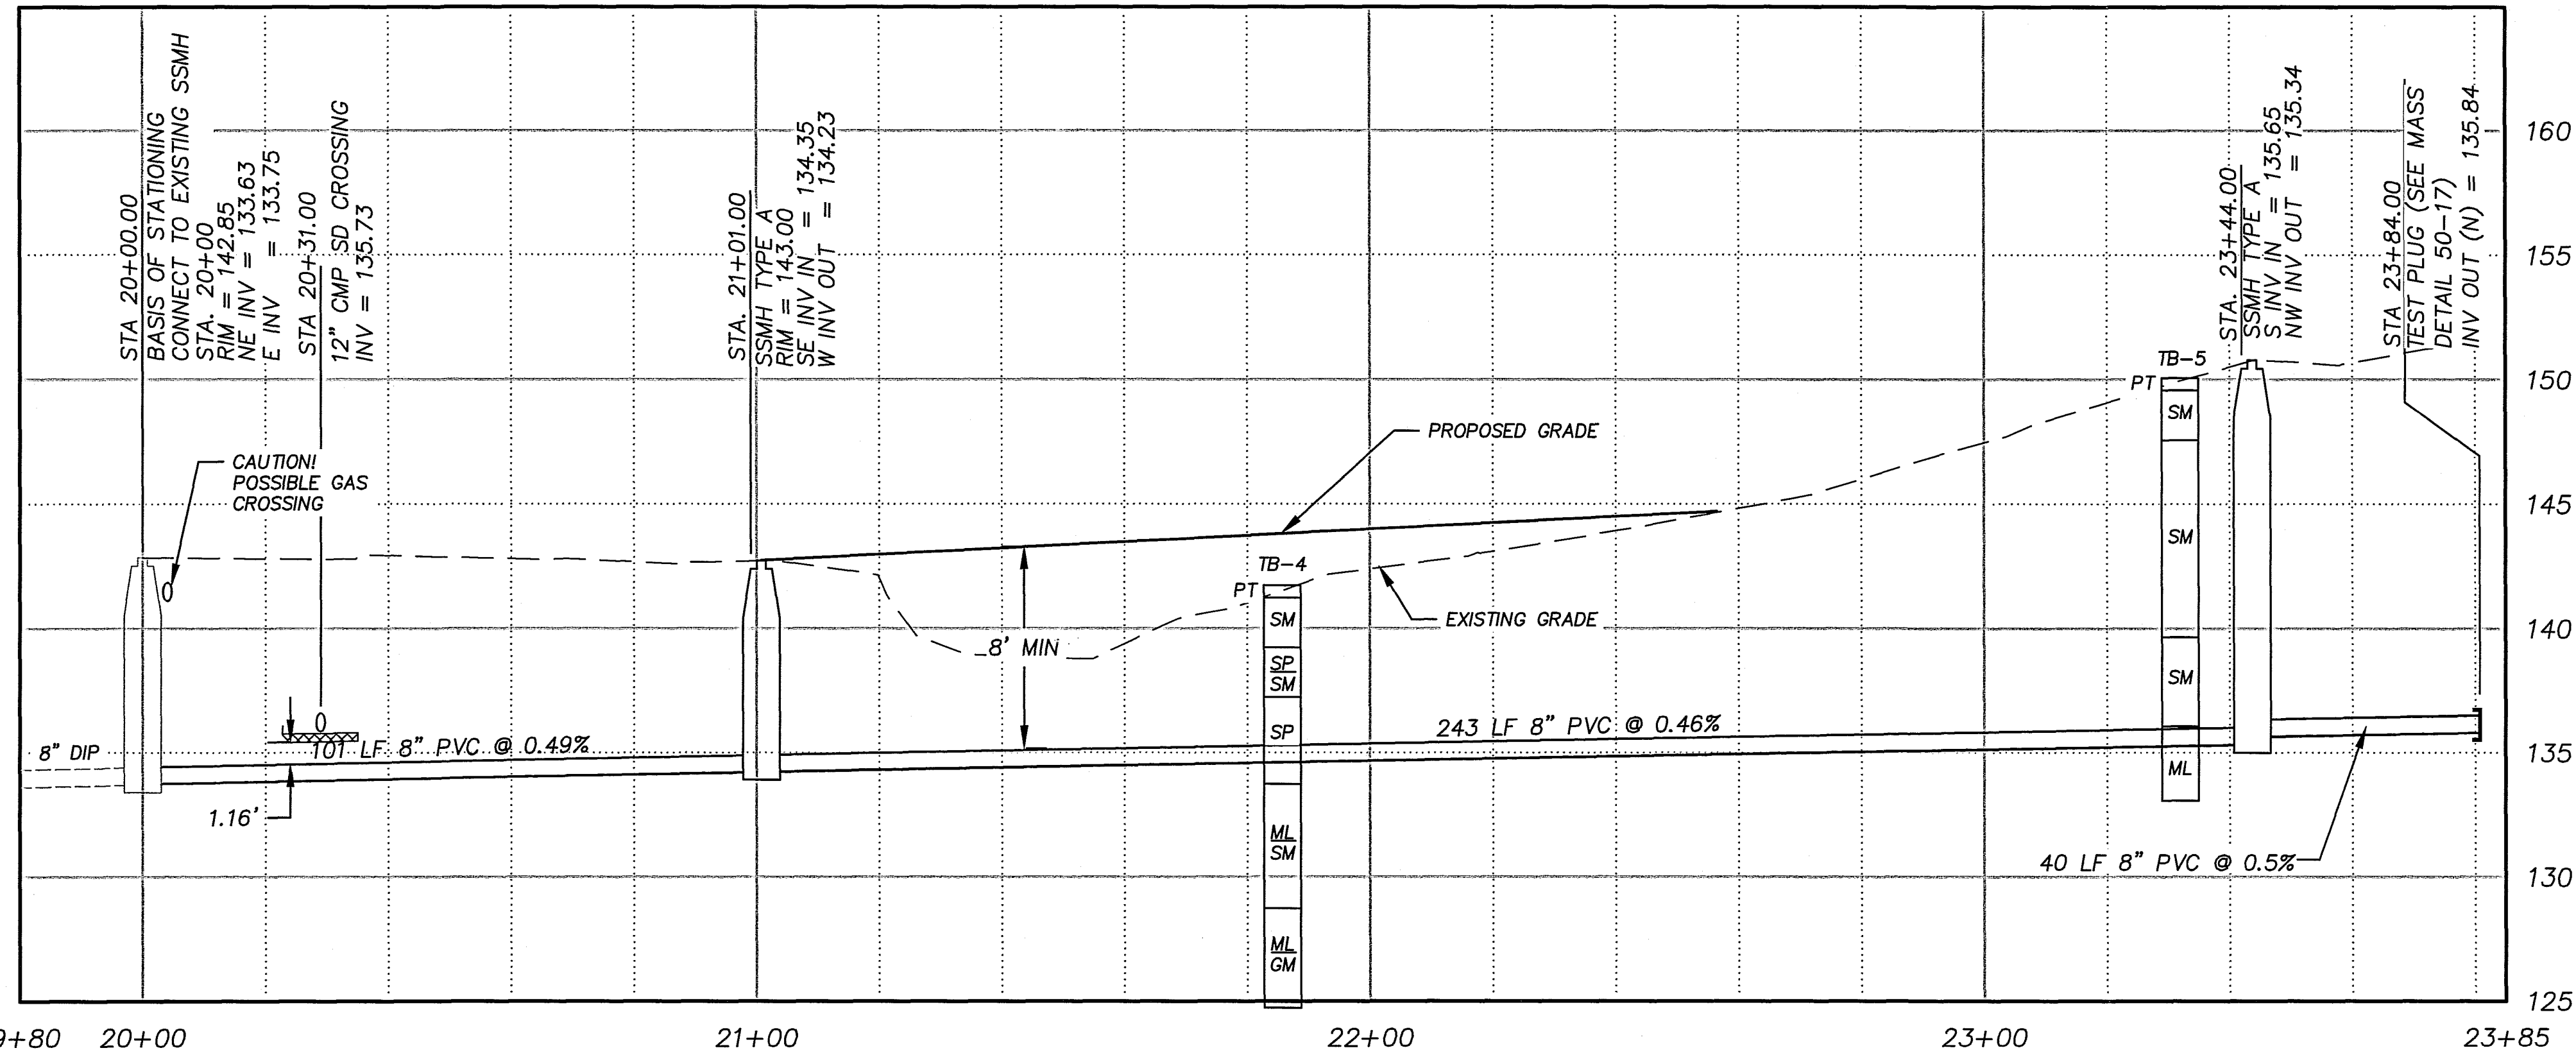 STA 20+00.00
BASIS OF STATIONING
CONNECT TO EXISTING SSMH
STA. 20+00
RIM = 142.85
NE INV = 133.63
E INV = 133.75
STA 20+31.00
12" CMP SD CROSSING
INV = 135.73
STA. 21+01.00
SSMH TYPE A
RIM = 143.00
SE INV IN = 134.35
W INV OUT = 134.23
STA. 23+44.00
SSMH TYPE A
S INV IN = 135.65
NW INV OUT = 135.34
STA 23+84.00
TEST PLUG (SEE MASS
DETAIL 50-17)
INV OUT (N) = 135.84
160
155
150
145
140
135
130
125
CAUTION!
POSSIBLE GAS
CROSSING
PROPOSED GRADE
EXISTING GRADE
8' MIN
TB-4
PT
SM
SP
SM
SP
ML
SM
ML
GM
TB-5
PT
SM
SM
SM
ML
8" DIP
101 LF 8" PVC @ 0.49%
1.16'
243 LF 8" PVC @ 0.46%
40 LF 8" PVC @ 0.5%
9+80
20+00
21+00
22+00
23+00
23+85